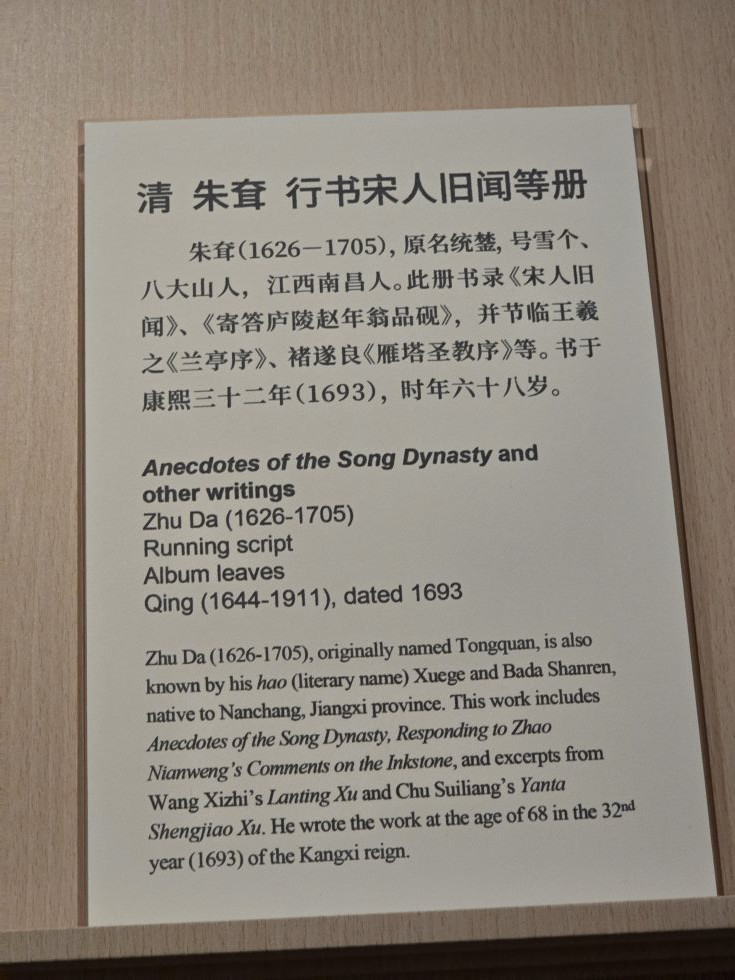 清 朱耷 行书宋人旧闻等册
朱耷(1626—1705)，原名统𨨗，号雪个、
八大山人，江西南昌人。此册书录《宋人旧
闻》、《寄答庐陵赵年翁品砚》，并节临王羲
之《兰亭序》、褚遂良《雁塔圣教序》等。书于
康熙三十二年(1693)，时年六十八岁。
Anecdotes of the Song Dynasty and
other writings
Zhu Da (1626-1705)
Running script
Album leaves
Qing (1644-1911), dated 1693
Zhu Da (1626-1705), originally named Tongquan, is also
known by his hao (literary name) Xuege and Bada Shanren,
native to Nanchang, Jiangxi province. This work includes
Anecdotes of the Song Dynasty, Responding to Zhao
Nianweng's Comments on the Inkstone, and excerpts from
Wang Xizhi's Lanting Xu and Chu Suiliang's Yanta
Shengjiao Xu. He wrote the work at the age of 68 in the 32nd
year (1693) of the Kangxi reign.